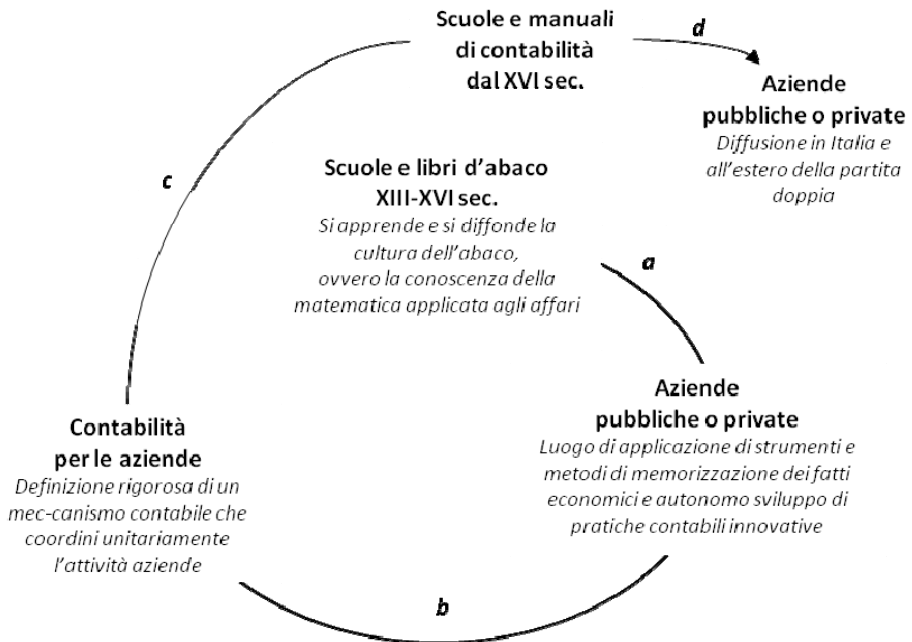 Scuole e manuali
di contabilità
dal XVI sec.
d
Aziende
pubbliche o private
Diffusione in Italia e
all'estero della partita
doppia
c
Scuole e libri d'abaco
XIII-XVI sec.
Si apprende e si diffonde la
cultura dell'abaco,
ovvero la conoscenza della
matematica applicata agli affari
a
Aziende
pubbliche o private
Luogo di applicazione di strumenti e
metodi di memorizzazione dei fatti
economici e autonomo sviluppo di
pratiche contabili innovative
Contabilità
per le aziende
Definizione rigorosa di un
mec-canismo contabile che
coordini unitariamente
l'attività aziende
b